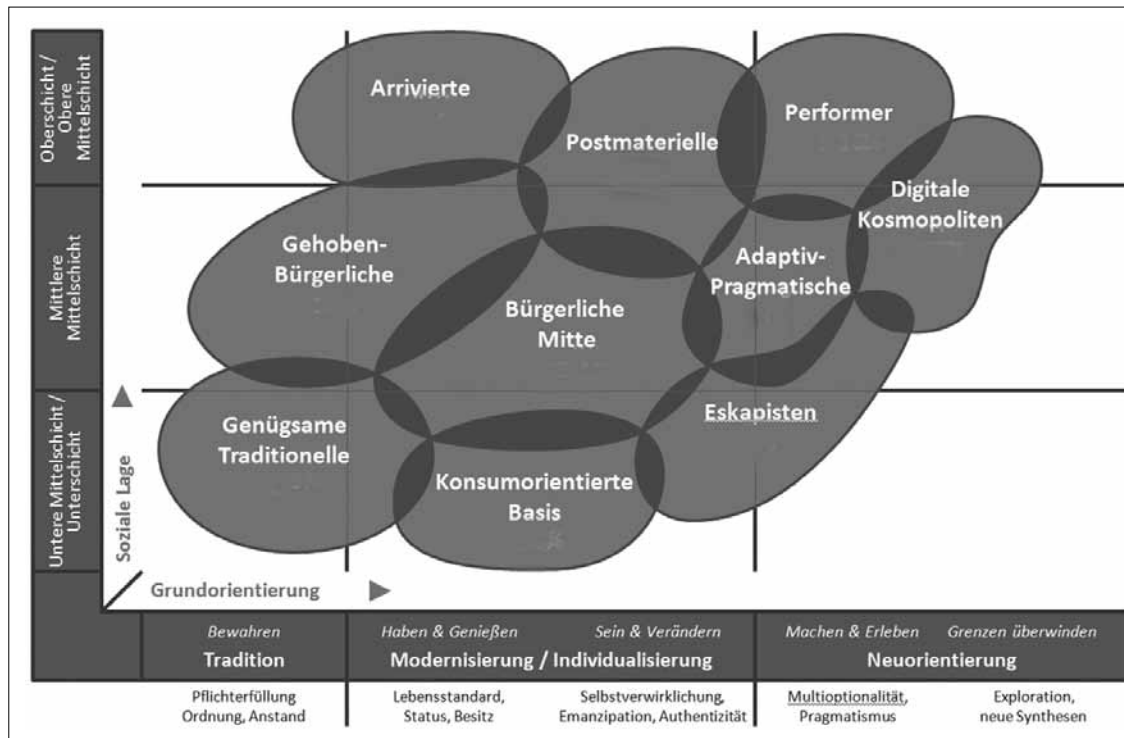 Oberschicht /
Obere
Mittelschicht
Mittlere
Mittelschicht
Untere Mittelschicht /
Unterschicht
Soziale Lage
Arrivierte
Postmaterielle
Performer
Digitale
Kosmopoliten
Gehoben-
Bürgerliche
Adaptiv-
Pragmatische
Bürgerliche
Mitte
Genügsame
Traditionelle
Eskapisten
Konsumorientierte
Basis
Grundorientierung
Bewahren
Tradition
Haben & Genießen
Sein & Verändern
Modernisierung / Individualisierung
Machen & Erleben
Grenzen überwinden
Neuorientierung
Pflichterfüllung
Ordnung, Anstand
Lebensstandard,
Status, Besitz
Selbstverwirklichung,
Emanzipation, Authentizität
Multioptionalität,
Pragmatismus
Exploration,
neue Synthesen